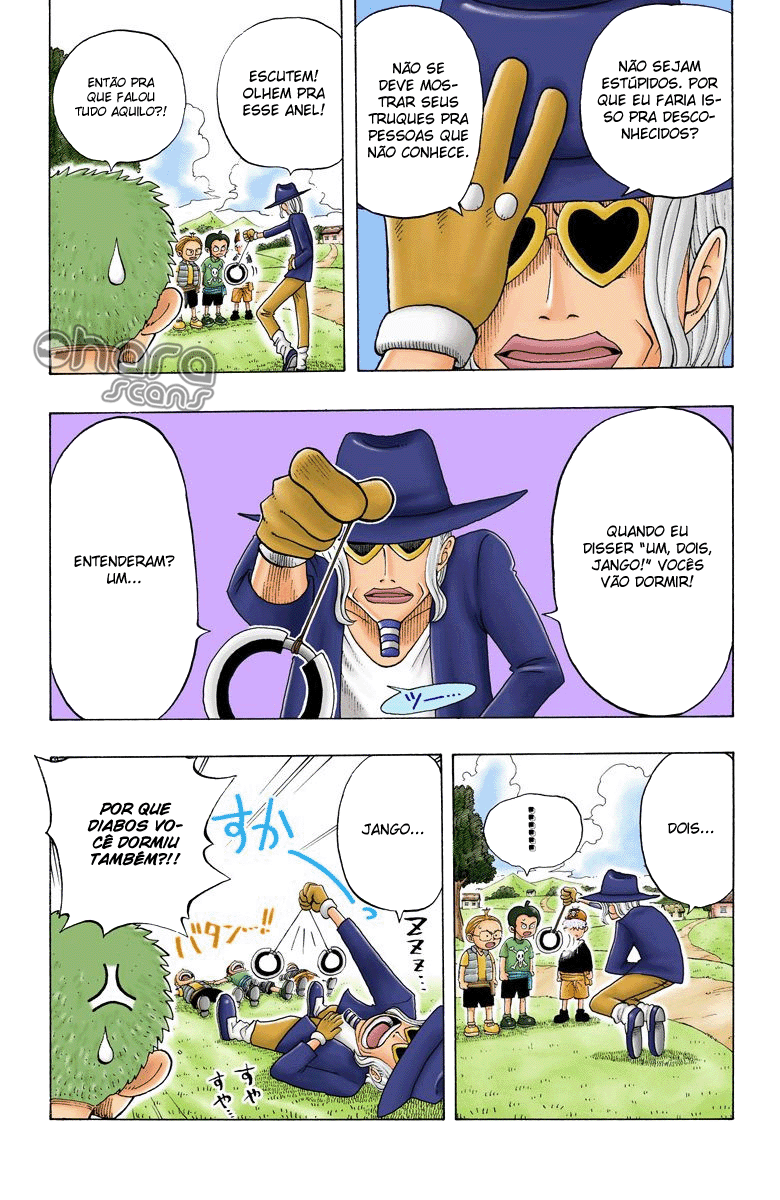 NÃO SEJAM
ESTÚPIDOS. POR
QUE EU FARIA IS-
SO PRA DESCO-
NHECIDOS?
NÃO SE
DEVE MOS-
TRAR SEUS
TRUQUES PRA
PESSOAS QUE
NÃO CONHECE.
ESCUTEM!
OLHEM PRA
ESSE ANEL!
ENTÃO PRA
QUE FALOU
TUDO AQUILO?!
Ohara
scans
QUANDO EU
DISSER “UM, DOIS,
JANGO!” VOCÊS
VÃO DORMIR!
ENTENDERAM?
UM...
ツー…
DOIS...
......
JANGO...
すかーっ
ZZZ...
バタン…!!
すや
すや…
POR QUE
DIABOS VO-
CÊ DORMIU
TAMBÉM?!!